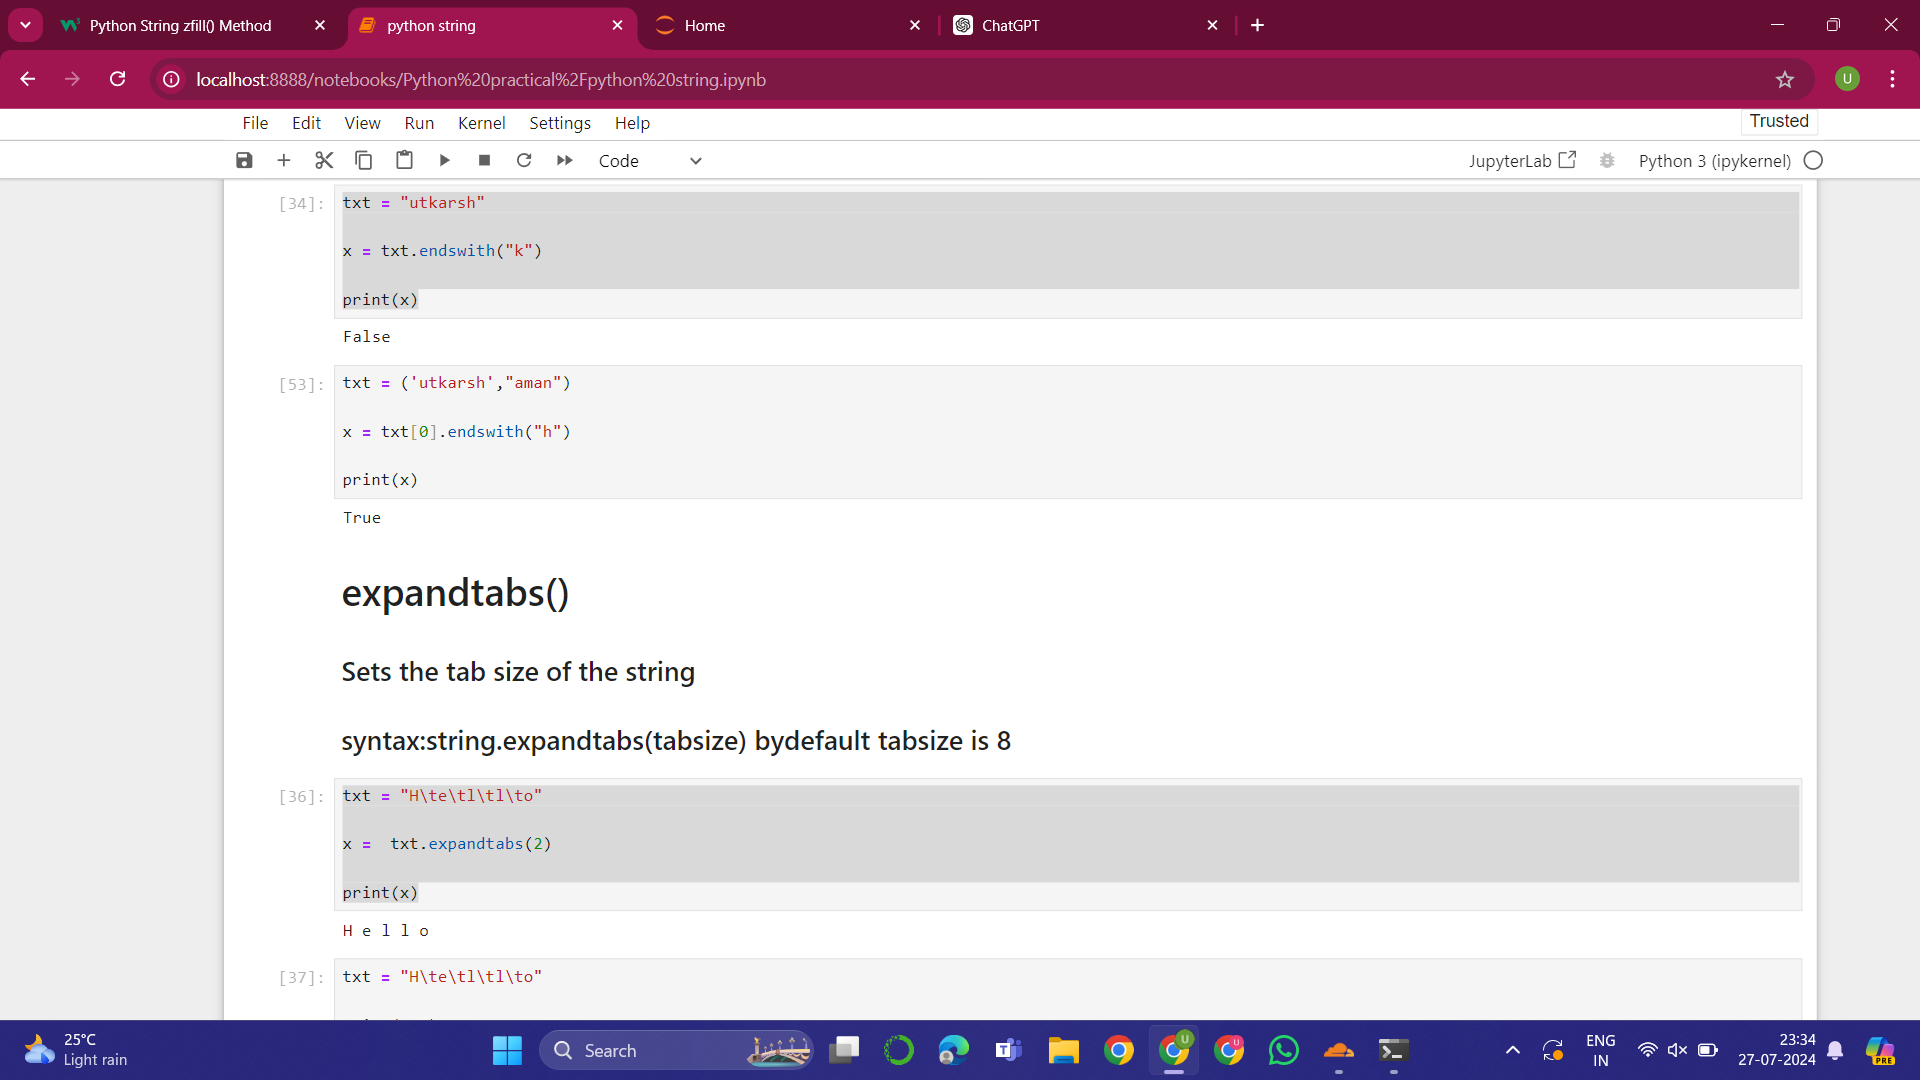 Python String zfill() Method
python string
Home
ChatGPT
localhost:8888/notebooks/Python%20practical%2Fpython%20string.ipynb
U
File Edit View Run Kernel Settings Help
Trusted
Code
JupyterLab
Python 3 (ipykernel)
[34]:
txt = "utkarsh"
x = txt.endswith("k")
print(x)
False
[53]:
txt = ('utkarsh',"aman")
x = txt[0].endswith("h")
print(x)
True
expandtabs()
Sets the tab size of the string
syntax:string.expandtabs(tabsize) bydefault tabsize is 8
[36]:
txt = "H\te\tl\tl\to"
x =  txt.expandtabs(2)
print(x)
H e l l o
[37]:
txt = "H\te\tl\tl\to"
25°C
Light rain
Search
ENG
IN
23:34
27-07-2024
PRE